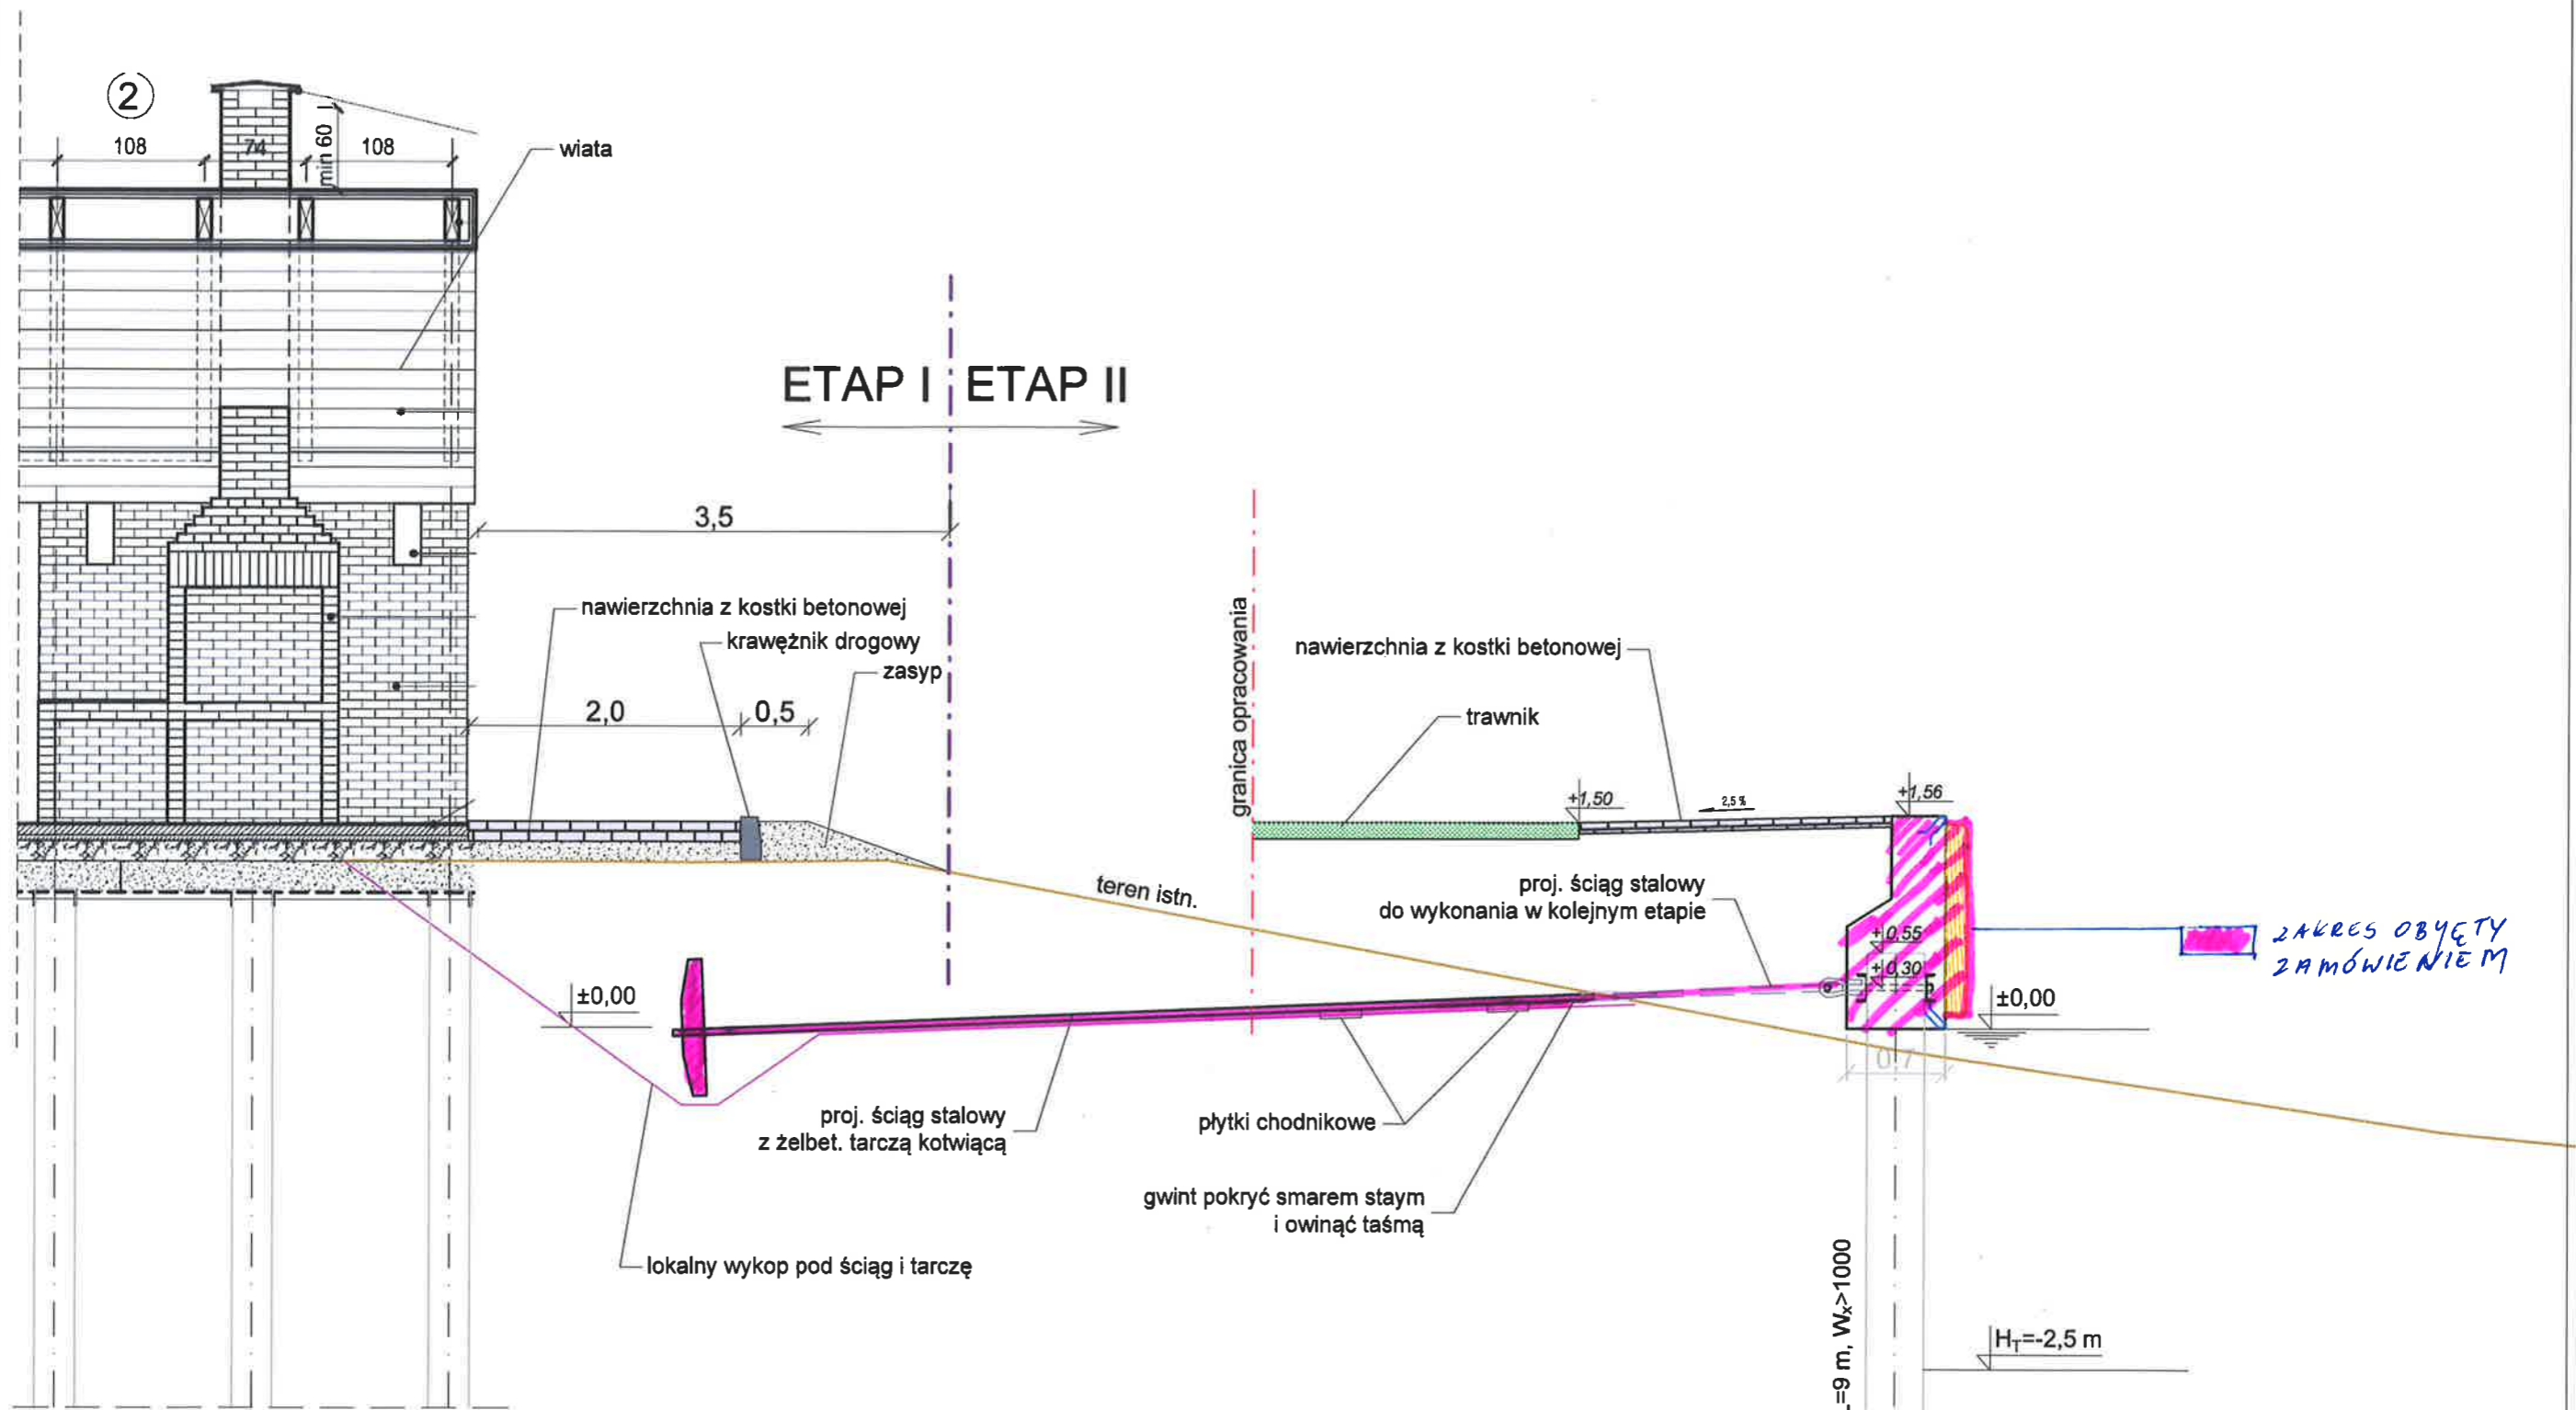 2
108
74
108
min 60
wiata
ETAP I
ETAP II
3,5
nawierzchnia z kostki betonowej
krawężnik drogowy
zasyp
2,0
0,5
granica opracowania
nawierzchnia z kostki betonowej
trawnik
+1,50
2,5 %
+1,56
teren istn.
proj. ściąg stalowy
do wykonania w kolejnym etapie
+0,55
+0,30
ZAKRES OBJĘTY
ZAMÓWIENIEM
±0,00
±0,00
0,7
proj. ściąg stalowy
z żelbet. tarczą kotwiącą
płytki chodnikowe
gwint pokryć smarem staym
i owinąć taśmą
lokalny wykop pod ściąg i tarczę
=9 m, Wx>1000
HT=-2,5 m